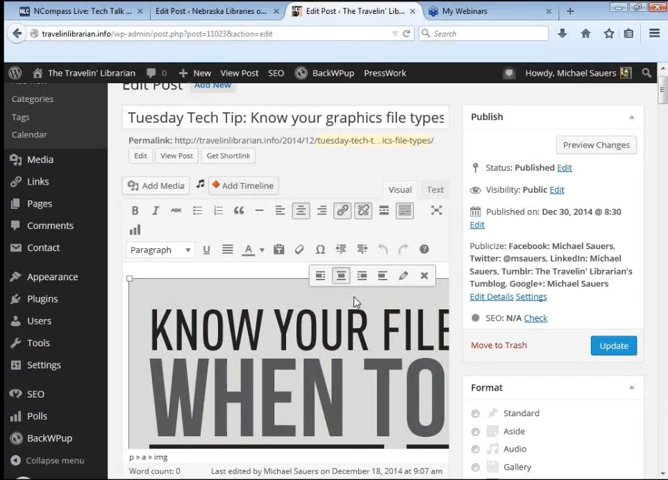 NCompass Live: Tech Talk ...
Edit Post ‹ Nebraska Libraries o...
Edit Post ‹ The Travelin' Lib...
My Webinars
travelinlibrarian.info/wp-admin/post.php?post=11023&action=edit
Search
The Travelin' Librarian
0
New
View Post
SEO
BackWPup
PressWork
Howdy, Michael Sauers
Categories
Tags
Calendar
Media
Links
Pages
Comments
Contact
Appearance
Plugins
Users
Tools
Settings
SEO
Polls
BackWPup
Collapse menu
Edit Post Add New
Tuesday Tech Tip: Know your graphics file types
Permalink: http://travelinlibrarian.info/2014/12/tuesday-tech-t…ics-file-types/
Edit View Post Get Shortlink
Add Media Add Timeline
Visual Text
B I ABC
Paragraph U A
KNOW YOUR FILE
WHEN TO
p » a » img
Word count: 0 Last edited by Michael Sauers on December 18, 2014 at 9:07 am
Publish
Preview Changes
Status: Published Edit
Visibility: Public Edit
Published on: Dec 30, 2014 @ 8:30
Edit
Publicize: Facebook: Michael Sauers,
Twitter: @msauers, LinkedIn: Michael
Sauers, Tumblr: The Travelin' Librarian's
Tumblog, Google+: Michael Sauers
Edit Details Settings
SEO: N/A Check
Move to Trash Update
Format
Standard
Aside
Audio
Gallery